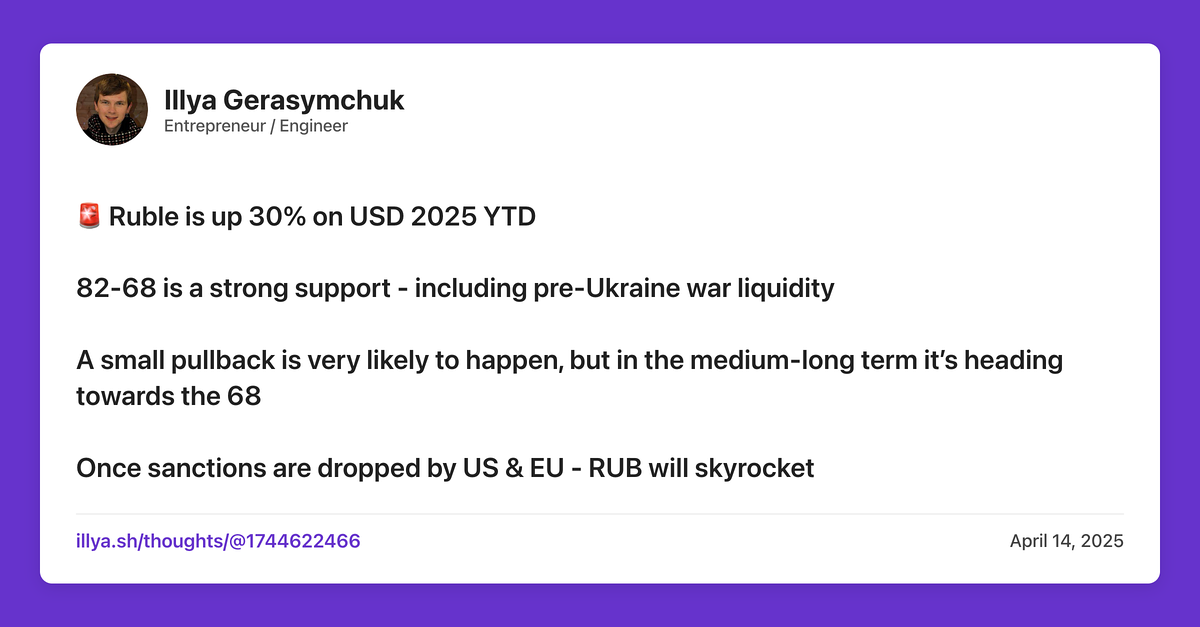 Illya Gerasymchuk
Entrepreneur / Engineer
🚨 Ruble is up 30% on USD 2025 YTD
82-68 is a strong support - including pre-Ukraine war liquidity
A small pullback is very likely to happen, but in the medium-long term it’s heading
towards the 68
Once sanctions are dropped by US & EU - RUB will skyrocket
illya.sh/thoughts/@1744622466
April 14, 2025